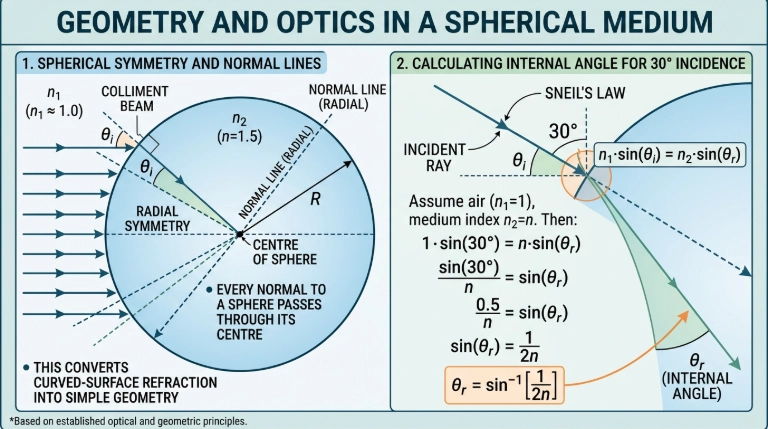 GEOMETRY AND OPTICS IN A SPHERICAL MEDIUM
1. SPHERICAL SYMMETRY AND NORMAL LINES
n₁
(n₁ ≈ 1.0)
COLLIMENT
BEAM
NORMAL LINE
(RADIAL)
n₂
(n=1.5)
θᵢ
θᵢ
NORMAL LINE (RADIAL)
R
RADIAL
SYMMETRY
CENTRE
OF SPHERE
• EVERY NORMAL TO
A SPHERE PASSES
THROUGH ITS
CENTRE
• THIS CONVERTS
CURVED-SURFACE REFRACTION
INTO SIMPLE GEOMETRY
2. CALCULATING INTERNAL ANGLE FOR 30° INCIDENCE
SNEIL'S LAW
30°
INCIDENT
RAY
θᵢ
n₁·sin(θᵢ) = n₂·sin(θᵣ)
Assume air (n₁=1),
medium index n₂=n. Then:
1·sin(30°) = n·sin(θᵣ)
sin(30°)/n = sin(θᵣ)
0.5/n = sin(θᵣ)
sin(θᵣ) = 1/2n
θᵣ = sin⁻¹[1/2n]
θᵣ
(INTERNAL
ANGLE)
*Based on established optical and geometric principles.